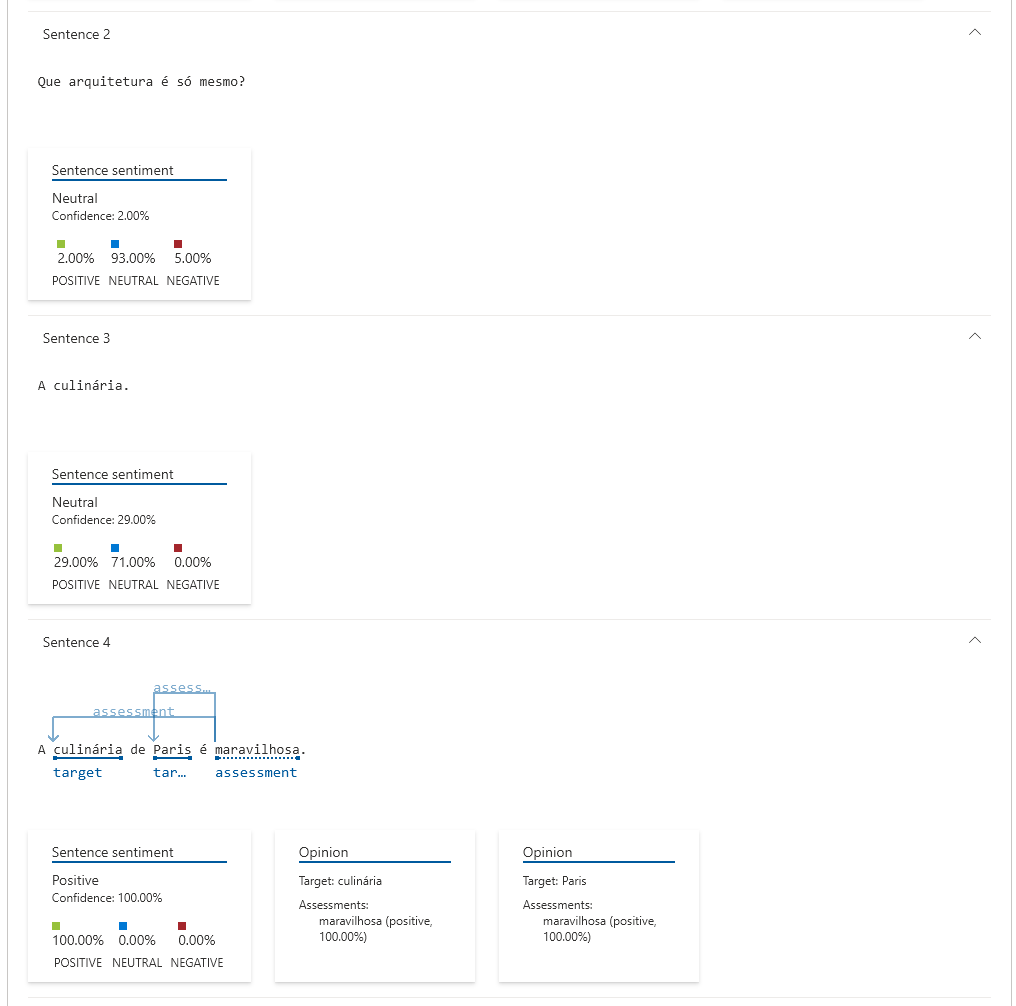 Sentence 2
Que arquitetura é só mesmo?
Sentence sentiment
Neutral
Confidence: 2.00%
2.00% 93.00% 5.00%
POSITIVE NEUTRAL NEGATIVE
Sentence 3
A culinária.
Sentence sentiment
Neutral
Confidence: 29.00%
29.00% 71.00% 0.00%
POSITIVE NEUTRAL NEGATIVE
Sentence 4
assess…
assessment
A culinária de Paris é maravilhosa.
target tar… assessment
Sentence sentiment
Positive
Confidence: 100.00%
100.00% 0.00% 0.00%
POSITIVE NEUTRAL NEGATIVE
Opinion
Target: culinária
Assessments:
maravilhosa (positive,
100.00%)
Opinion
Target: Paris
Assessments:
maravilhosa (positive,
100.00%)